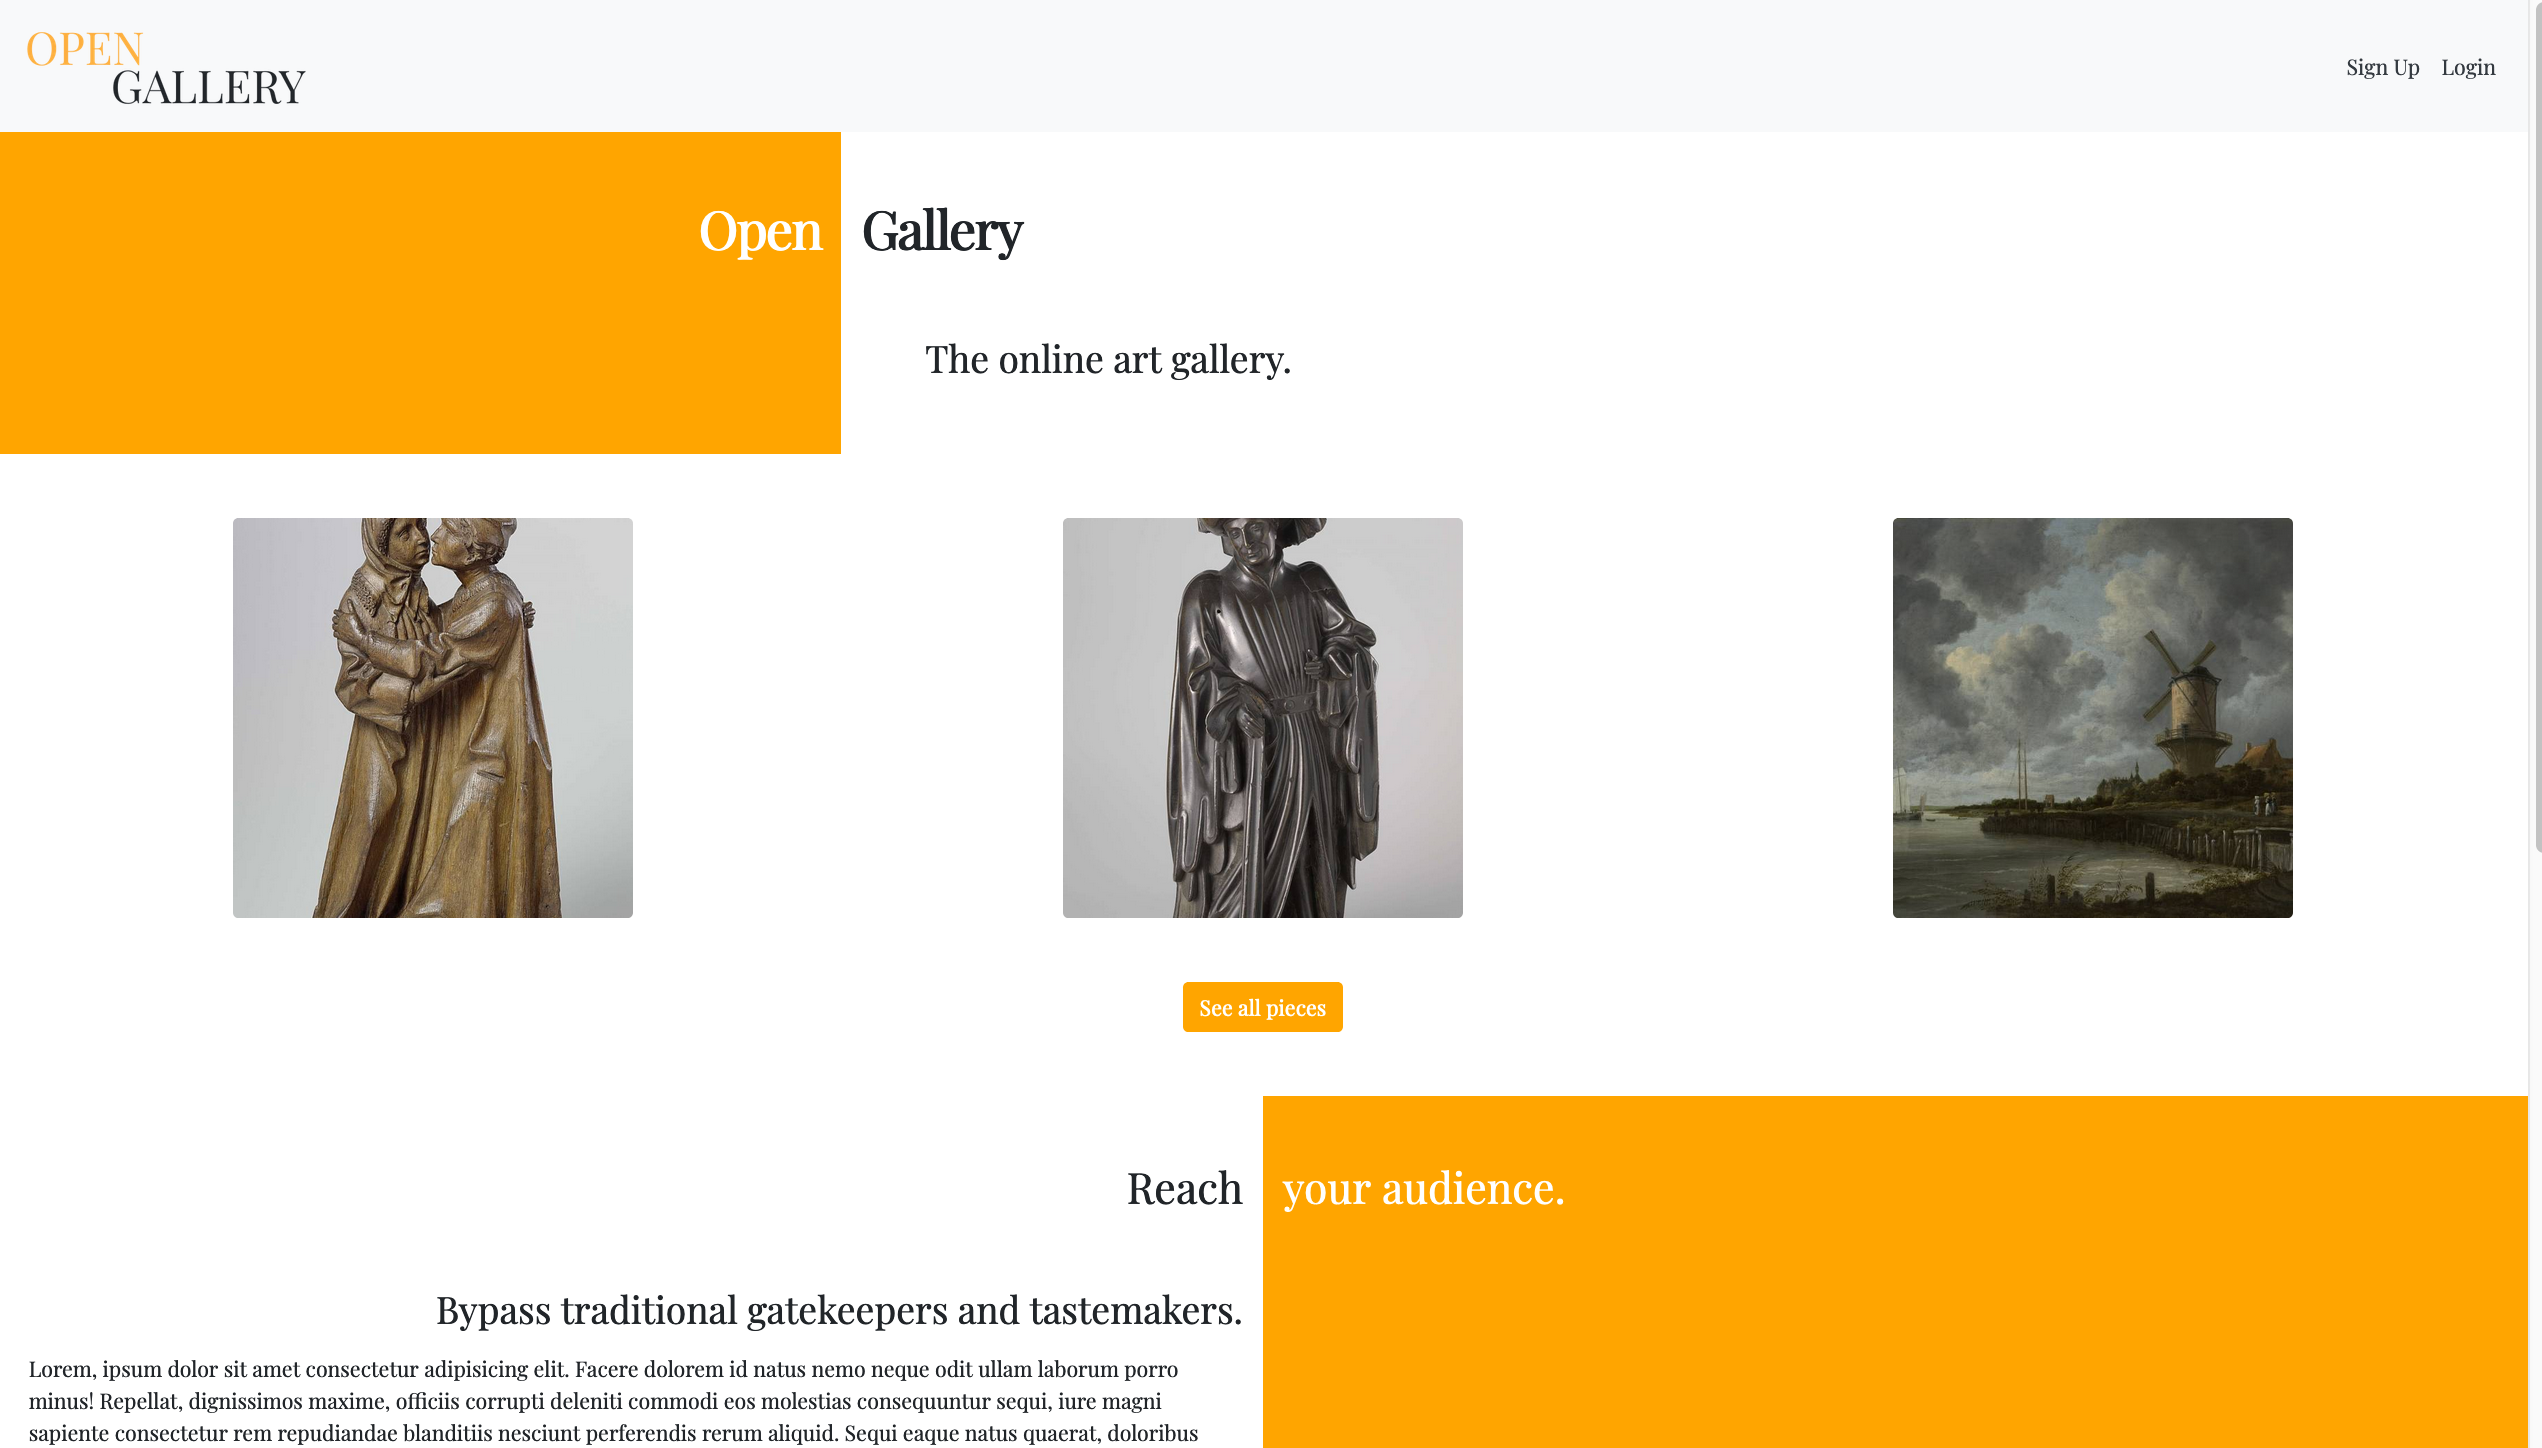 OPEN
GALLERY
Sign Up Login
Open Gallery
The online art gallery.
See all pieces
Reach your audience.
Bypass traditional gatekeepers and tastemakers.
Lorem, ipsum dolor sit amet consectetur adipisicing elit. Facere dolorem id natus nemo neque odit ullam laborum porro
minus! Repellat, dignissimos maxime, officiis corrupti deleniti commodi eos molestias consequuntur sequi, iure magni
sapiente consectetur rem repudiandae blanditiis nesciunt perferendis rerum aliquid. Sequi eaque natus quaerat, doloribus